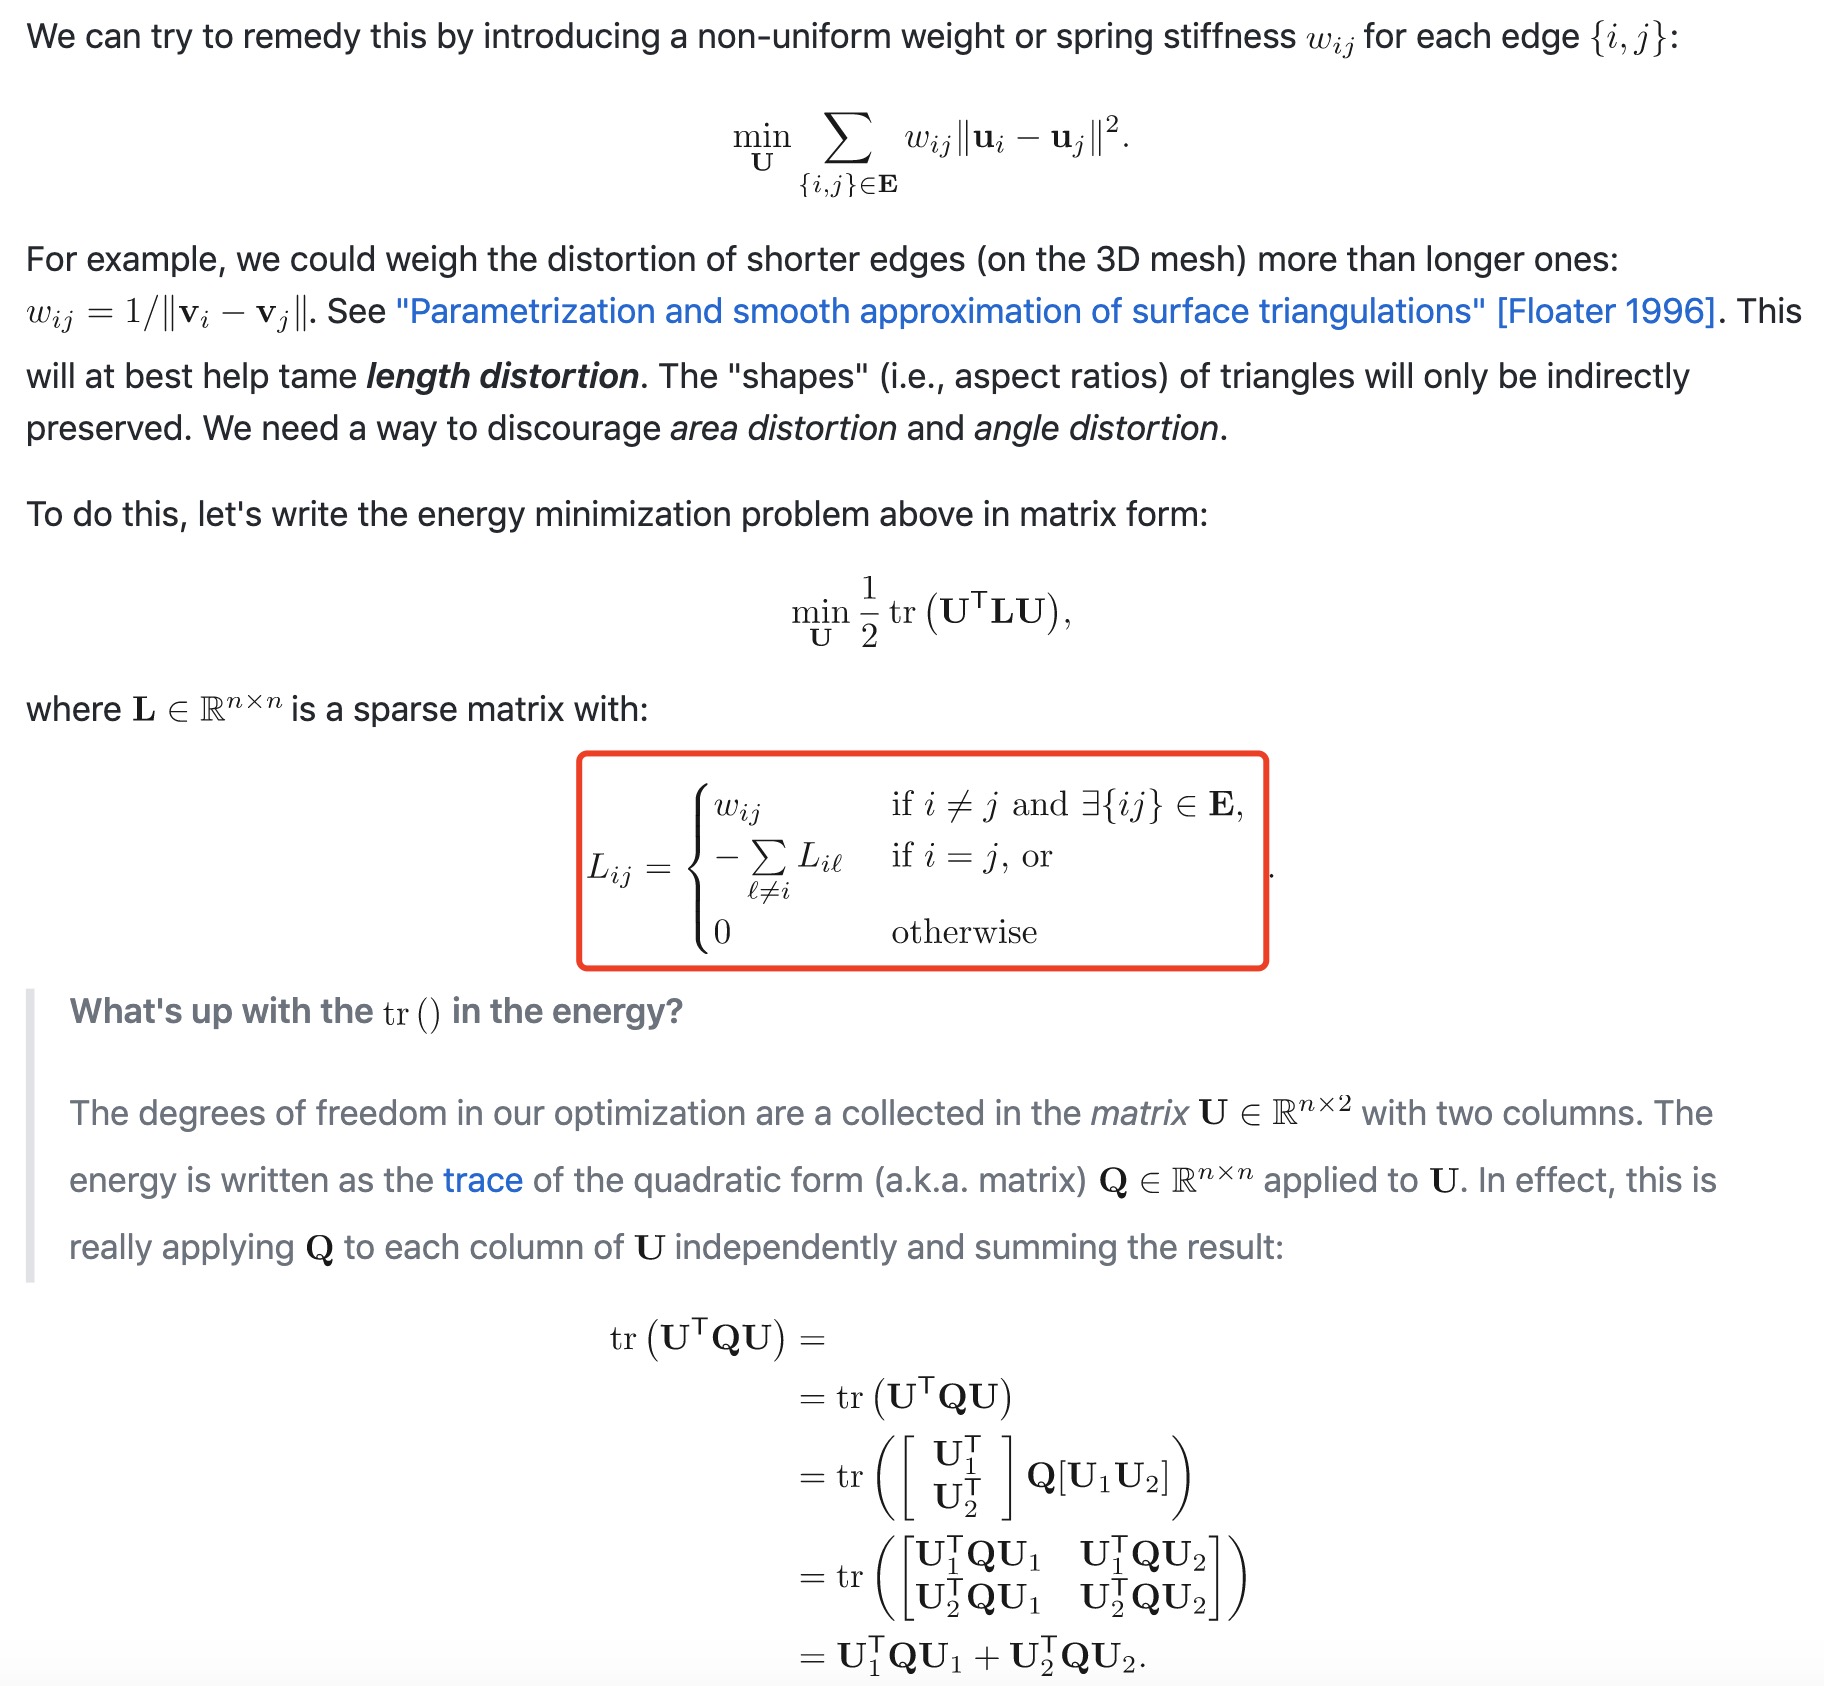 We can try to remedy this by introducing a non-uniform weight or spring stiffness $w_{ij}$ for each edge $\{i, j\}$:
$$\min_{\mathbf{U}} \sum_{\{i,j\}\in\mathbf{E}} w_{ij} \|\mathbf{u}_i - \mathbf{u}_j\|^2.$$
For example, we could weigh the distortion of shorter edges (on the 3D mesh) more than longer ones:
$w_{ij} = 1/\|\mathbf{v}_i - \mathbf{v}_j\|$. See "Parametrization and smooth approximation of surface triangulations" [Floater 1996]. This
will at best help tame length distortion. The "shapes" (i.e., aspect ratios) of triangles will only be indirectly
preserved. We need a way to discourage area distortion and angle distortion.
To do this, let's write the energy minimization problem above in matrix form:
$$\min_{\mathbf{U}} \frac{1}{2} \operatorname{tr}\left(\mathbf{U}^\mathsf{T} \mathbf{L} \mathbf{U}\right),$$
where $\mathbf{L} \in \mathbb{R}^{n \times n}$ is a sparse matrix with:
$$L_{ij} = \begin{cases} w_{ij} & \text{if } i \neq j \text{ and } \exists \{ij\} \in \mathbf{E}, \\ -\sum\limits_{\ell \neq i} L_{i\ell} & \text{if } i = j, \text{ or} \\ 0 & \text{otherwise} \end{cases}.$$
What's up with the $\operatorname{tr}()$ in the energy?
The degrees of freedom in our optimization are a collected in the matrix $\mathbf{U} \in \mathbb{R}^{n \times 2}$ with two columns. The
energy is written as the trace of the quadratic form (a.k.a. matrix) $\mathbf{Q} \in \mathbb{R}^{n \times n}$ applied to $\mathbf{U}$. In effect, this is
really applying $\mathbf{Q}$ to each column of $\mathbf{U}$ independently and summing the result:
$$\operatorname{tr}\left(\mathbf{U}^\mathsf{T} \mathbf{Q} \mathbf{U}\right) =$$
$$= \operatorname{tr}\left(\mathbf{U}^\mathsf{T} \mathbf{Q} \mathbf{U}\right)$$
$$= \operatorname{tr}\left(\begin{bmatrix} \mathbf{U}_1^\mathsf{T} \\ \mathbf{U}_2^\mathsf{T} \end{bmatrix} \mathbf{Q} [\mathbf{U}_1 \mathbf{U}_2]\right)$$
$$= \operatorname{tr}\left(\begin{bmatrix} \mathbf{U}_1^\mathsf{T} \mathbf{Q} \mathbf{U}_1 & \mathbf{U}_1^\mathsf{T} \mathbf{Q} \mathbf{U}_2 \\ \mathbf{U}_2^\mathsf{T} \mathbf{Q} \mathbf{U}_1 & \mathbf{U}_2^\mathsf{T} \mathbf{Q} \mathbf{U}_2 \end{bmatrix}\right)$$
$$= \mathbf{U}_1^\mathsf{T} \mathbf{Q} \mathbf{U}_1 + \mathbf{U}_2^\mathsf{T} \mathbf{Q} \mathbf{U}_2.$$